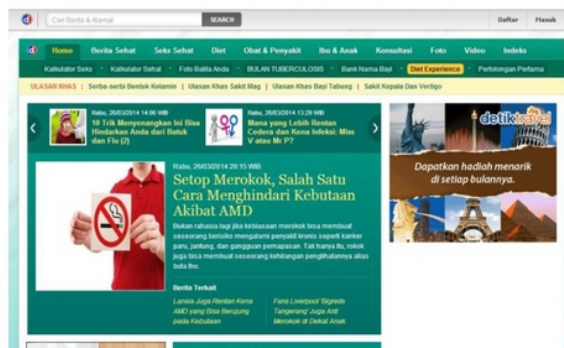 Cari Berita & Alamat
SEARCH
Daftar Masuk
Home Berita Sehat Seks Sehat Diet Obat & Penyakit Ibu & Anak Konsultasi Foto Video Indeks
Kalkulator Seks Kalkulator Sehat Foto Balita Anda BULAN TUBERCULOSIS Bank Nama Bayi Diet Experience Pertolongan Pertama
ULASAN KHAS : Serba-serbi Bentuk Kelamin | Ulasan Khas Sakit Mag | Ulasan Khas Bayi Tabung | Sakit Kepala Dan Vertigo
Rabu, 26/03/2014 14:06 WIB
10 Trik Menyenangkan Ini Bisa
Hindarkan Anda dari Batuk
dan Flu (2)
Rabu, 26/03/2014 13:29 WIB
Mana yang Lebih Rentan
Cedera dan Kena Infeksi: Miss
V atau Mr P?
detiktravel
Dapatkan hadiah menarik
di setiap bulannya.
Rabu, 26/03/2014 20:15 WIB
Setop Merokok, Salah Satu
Cara Menghindari Kebutaan
Akibat AMD
Bukan rahasia lagi jika kebiasaan merokok bisa membuat
seseorang berisiko mengalami penyakit kronis seperti kanker
paru, jantung, dan gangguan pernapasan. Tak hanya itu, rokok
juga bisa membuat seseorang kehilangan penglihatannya alias
buta lho.
Berita Terkait
Lansia Juga Rentan Kena
AMD yang Bisa Berujung
pada Kebutaan
Fans Liverpool 'Bigreds
Tangerang' Juga Anti
Merokok di Dekat Anak